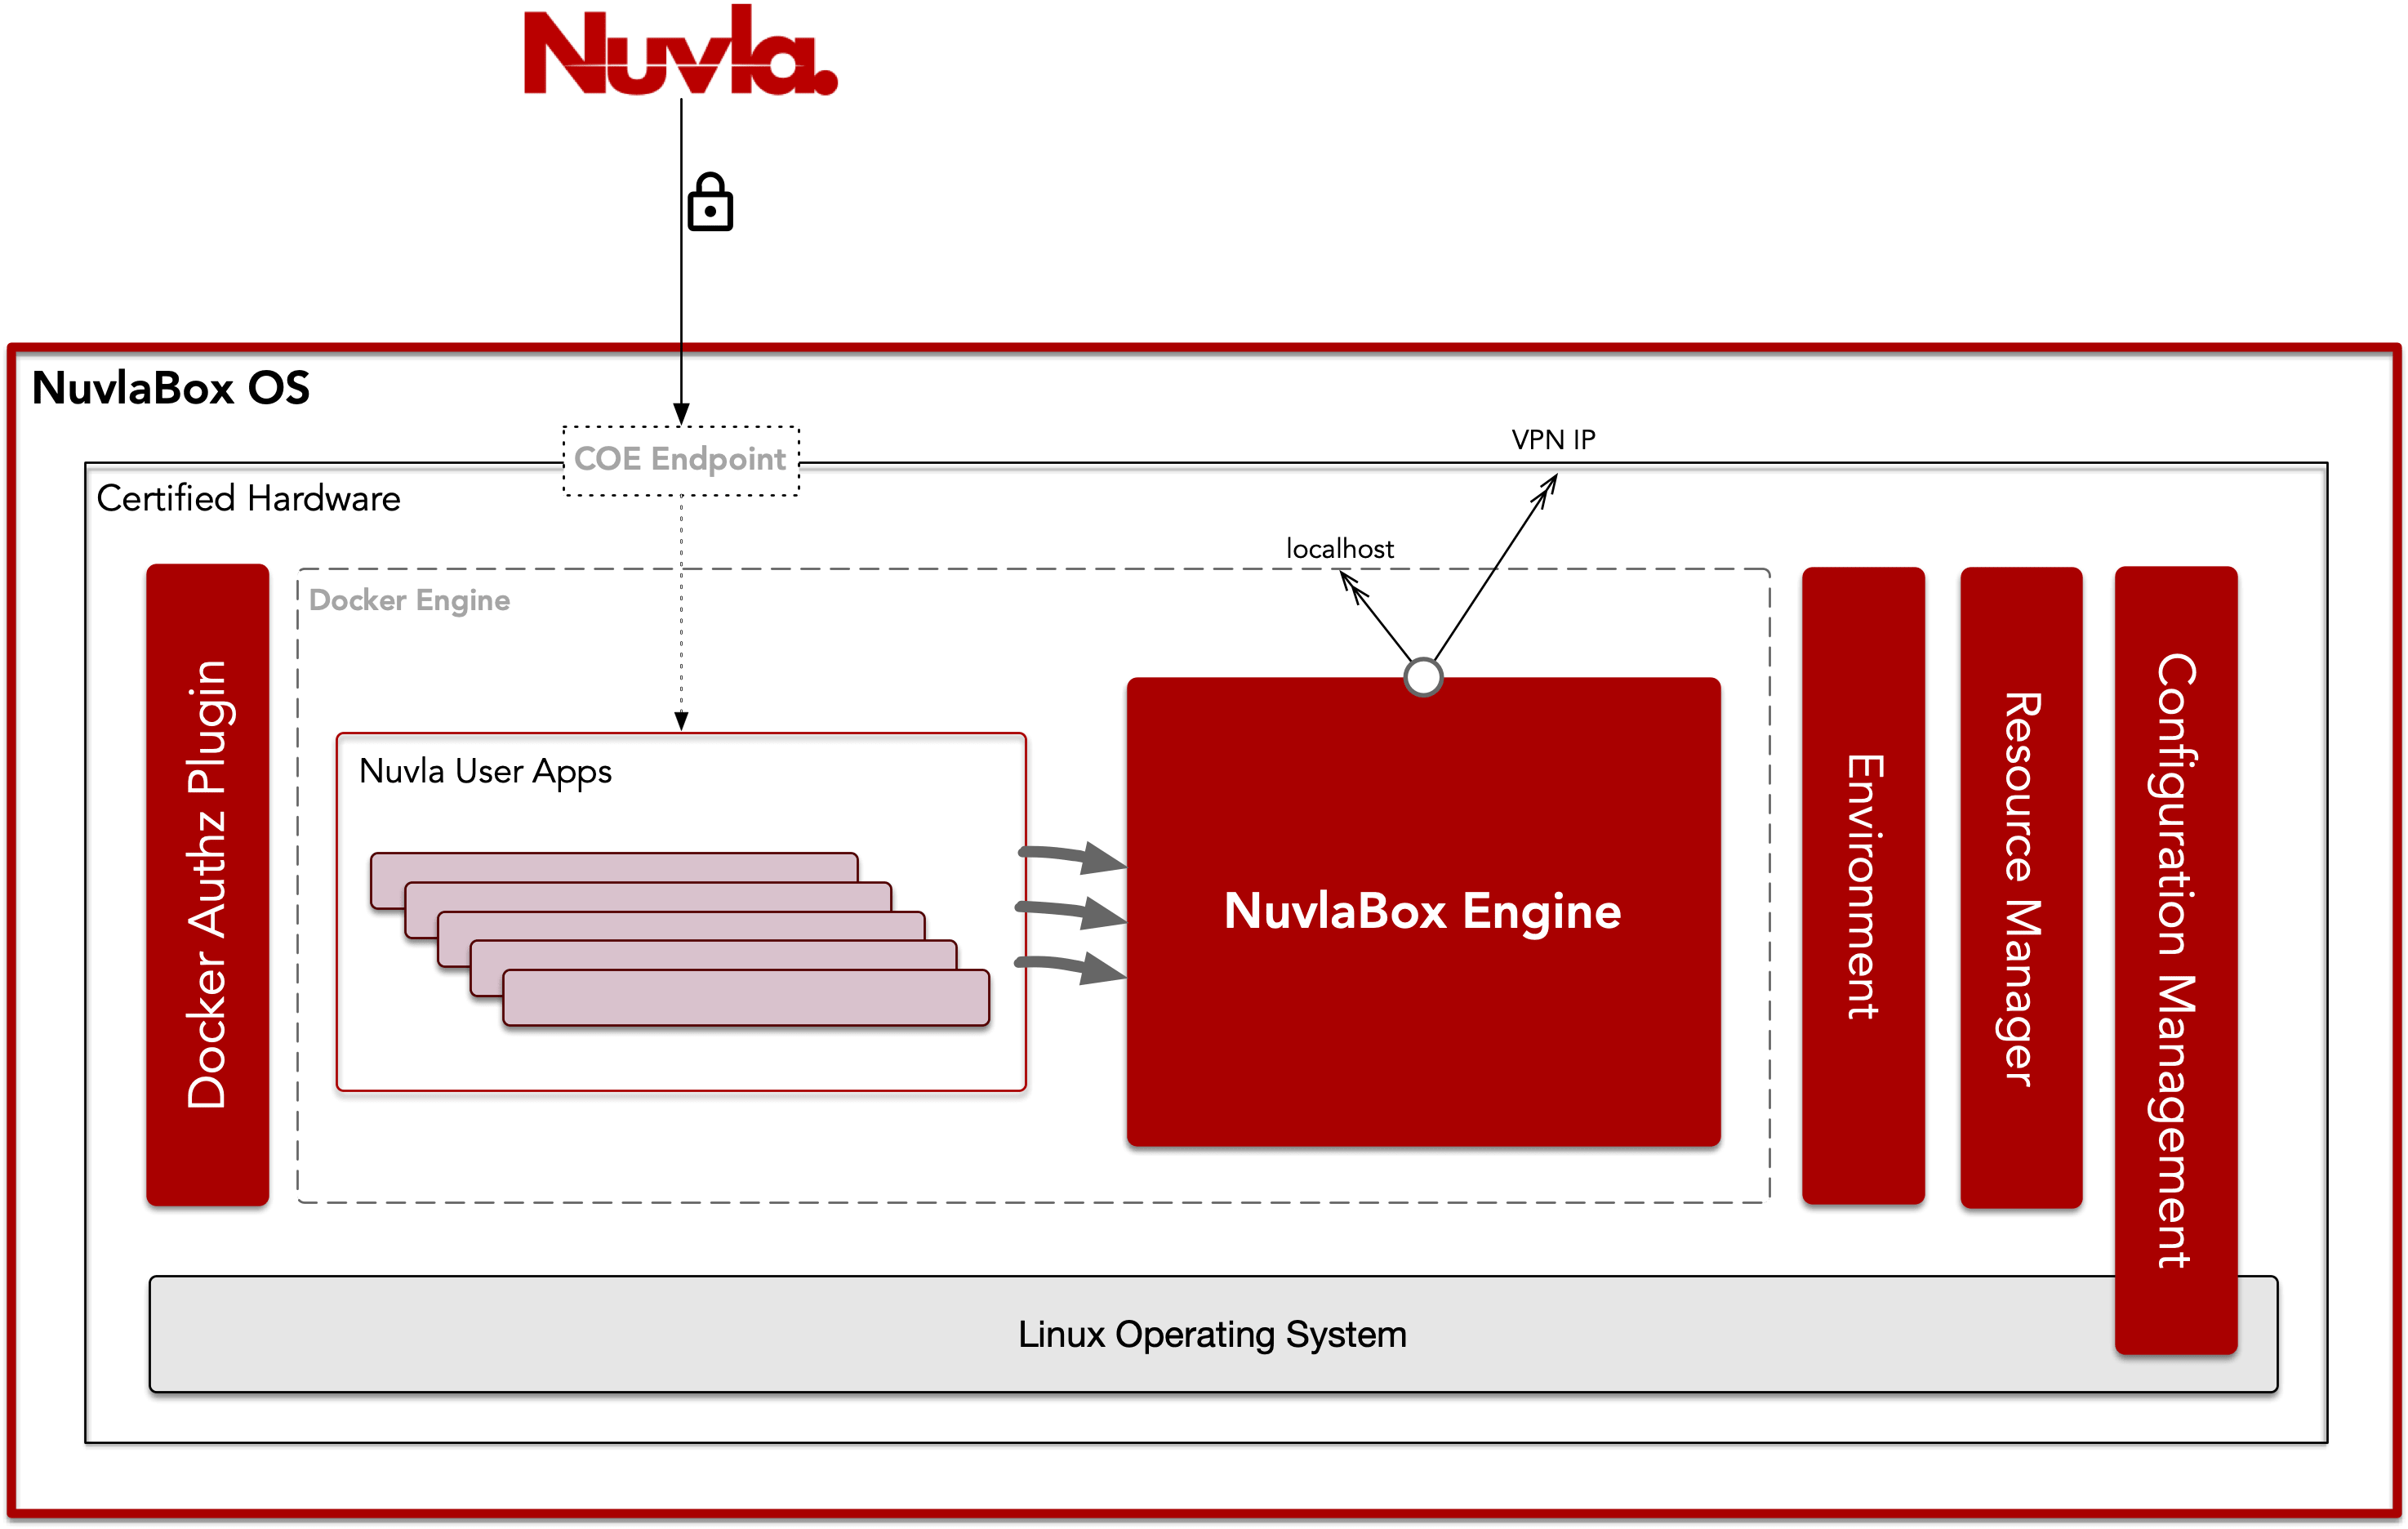 Nuvla.
NuvlaBox OS
VPN IP
COE Endpoint
Certified Hardware
localhost
Docker Engine
Docker Authz Plugin
Nuvla User Apps
NuvlaBox Engine
Environment
Resource Manager
Configuration Management
Linux Operating System